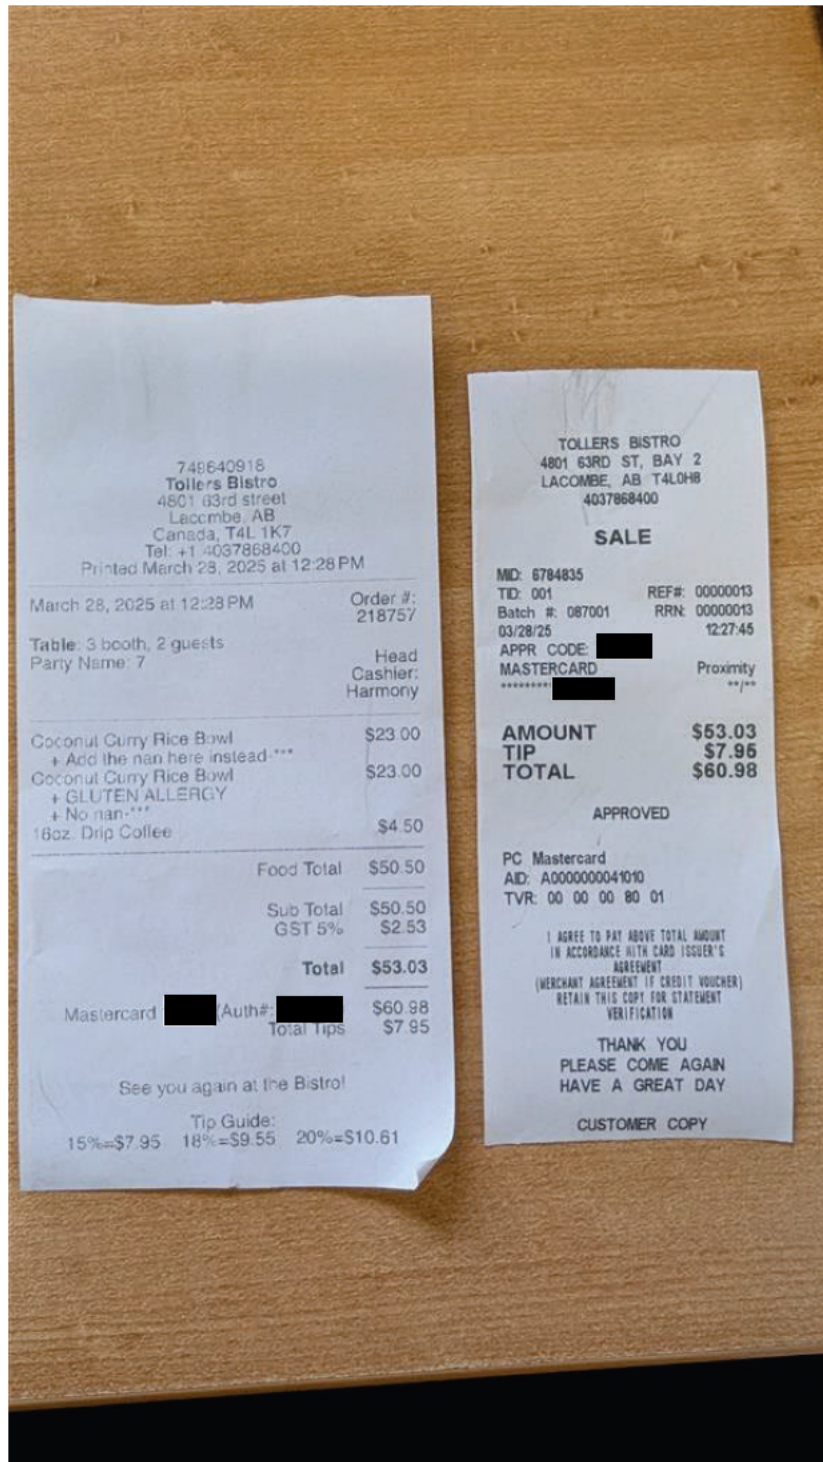 748640918
Tollers Bistro
4801 63rd street
Lacombe, AB
Canada, T4L 1K7
Tel: +1 4037868400
Printed March 28, 2025 at 12:28 PM
March 28, 2025 at 12:28 PM Order #:
218757
Table: 3 booth, 2 guests
Party Name: 7 Head
Cashier:
Harmony
Coconut Curry Rice Bowl $23.00
+ Add the nan here instead-***
Coconut Curry Rice Bowl $23.00
+ GLUTEN ALLERGY
+ No nan-***
16oz. Drip Coffee $4.50
Food Total $50.50
Sub Total $50.50
GST 5% $2.53
Total $53.03
Mastercard (Auth#: ) $60.98
Total Tips $7.95
See you again at the Bistro!
Tip Guide:
15%=$7.95 18%=$9.55 20%=$10.61
TOLLERS BISTRO
4801 63RD ST, BAY 2
LACOMBE, AB T4L0H8
4037868400
SALE
MID: 6784835
TID: 001 REF#: 00000013
Batch #: 087001 RRN: 00000013
03/28/25 12:27:45
APPR CODE:
MASTERCARD Proximity
********* **/**
AMOUNT $53.03
TIP $7.95
TOTAL $60.98
APPROVED
PC Mastercard
AID: A0000000041010
TVR: 00 00 00 80 01
I AGREE TO PAY ABOVE TOTAL AMOUNT
IN ACCORDANCE WITH CARD ISSUER'S
AGREEMENT
(MERCHANT AGREEMENT IF CREDIT VOUCHER)
RETAIN THIS COPY FOR STATEMENT
VERIFICATION
THANK YOU
PLEASE COME AGAIN
HAVE A GREAT DAY
CUSTOMER COPY